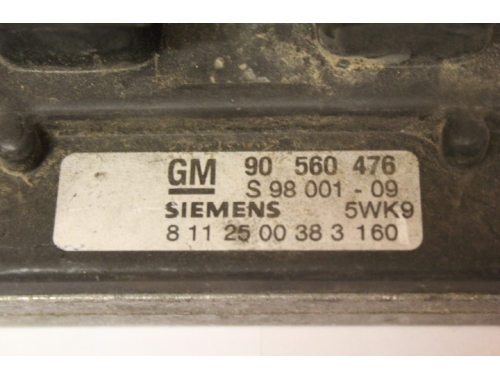 GM 90 560 476
S 98 001 - 09
SIEMENS 5WK9
8 11 25 00 38 3 160